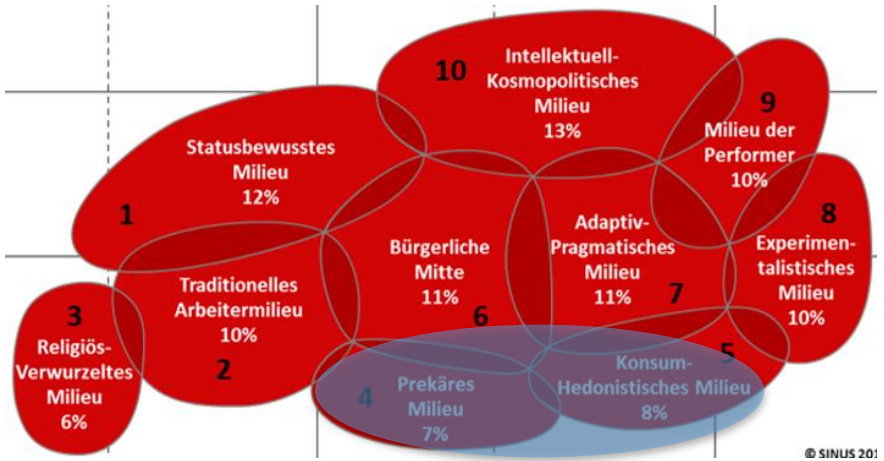 10
Intellektuell-
Kosmopolitisches
Milieu
13%
9
Milieu der
Performer
10%
Statusbewusstes
Milieu
12%
1
8
Experimen-
talistisches
Milieu
10%
Adaptiv-
Pragmatisches
Milieu
11%
7
Bürgerliche
Mitte
11%
6
Traditionelles
Arbeitermilieu
10%
2
3
Religiös-
Verwurzeltes
Milieu
6%
4
Prekäres
Milieu
7%
5
Konsum-
Hedonistisches Milieu
8%
© SINUS 201